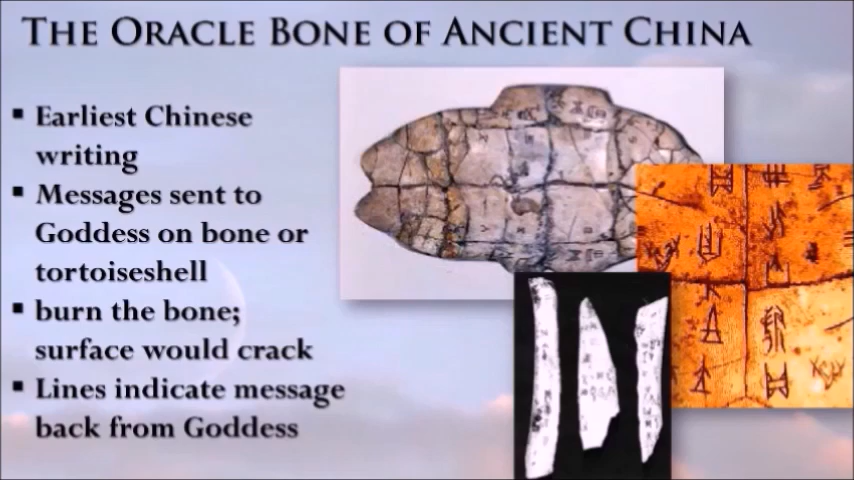 THE ORACLE BONE OF ANCIENT CHINA
▪ Earliest Chinese
writing
▪ Messages sent to
Goddess on bone or
tortoiseshell
▪ burn the bone;
surface would crack
▪ Lines indicate message
back from Goddess